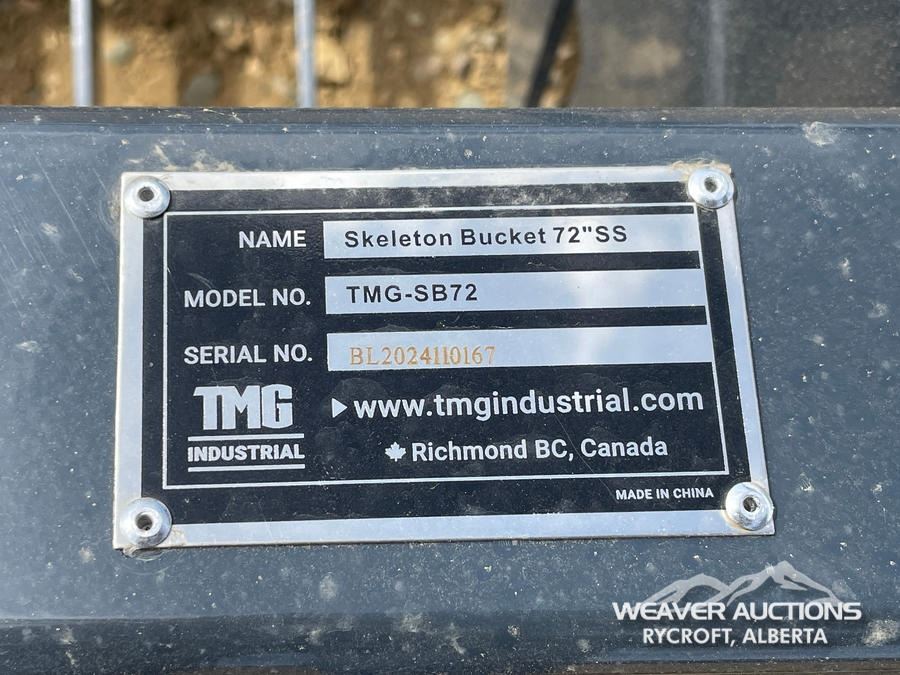 NAME Skeleton Bucket 72"SS
MODEL NO. TMG-SB72
SERIAL NO. BL2024110167
TMG
INDUSTRIAL
www.tmgindustrial.com
Richmond BC, Canada
MADE IN CHINA
WEAVER AUCTIONS
RYCROFT, ALBERTA